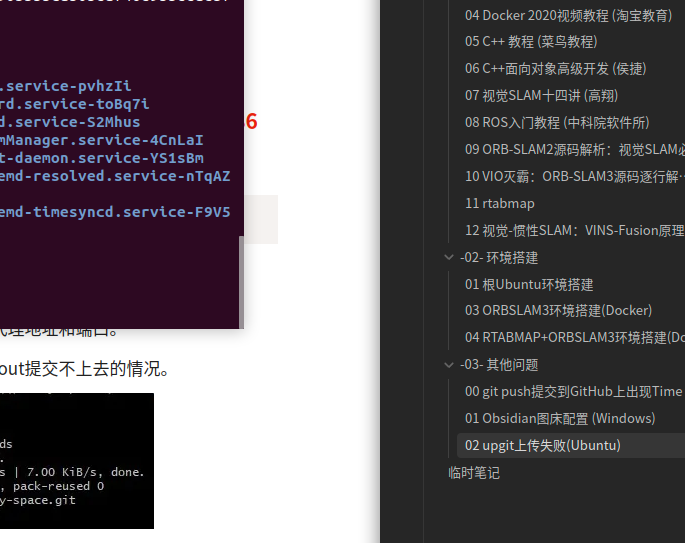 .service-pvhzIi
rd.service-toBq7i
d.service-S2Mhus
mManager.service-4CnLaI
t-daemon.service-YS1sBm
emd-resolved.service-nTqAZ
emd-timesyncd.service-F9V5
6
理地址和端口。
out提交不上去的情况。
ds
.
s | 7.00 KiB/s, done.
, pack-reused 0
y-space.git
04 Docker 2020视频教程 (淘宝教育)
05 C++ 教程 (菜鸟教程)
06 C++面向对象高级开发 (侯捷)
07 视觉SLAM十四讲 (高翔)
08 ROS入门教程 (中科院软件所)
09 ORB-SLAM2源码解析：视觉SLAM必
10 VIO灭霸：ORB-SLAM3源码逐行解…
11 rtabmap
12 视觉-惯性SLAM：VINS-Fusion原理
-02- 环境搭建
01 根Ubuntu环境搭建
03 ORBSLAM3环境搭建(Docker)
04 RTABMAP+ORBSLAM3环境搭建(Do
-03- 其他问题
00 git push提交到GitHub上出现Time
01 Obsidian图床配置 (Windows)
02 upgit上传失败(Ubuntu)
临时笔记